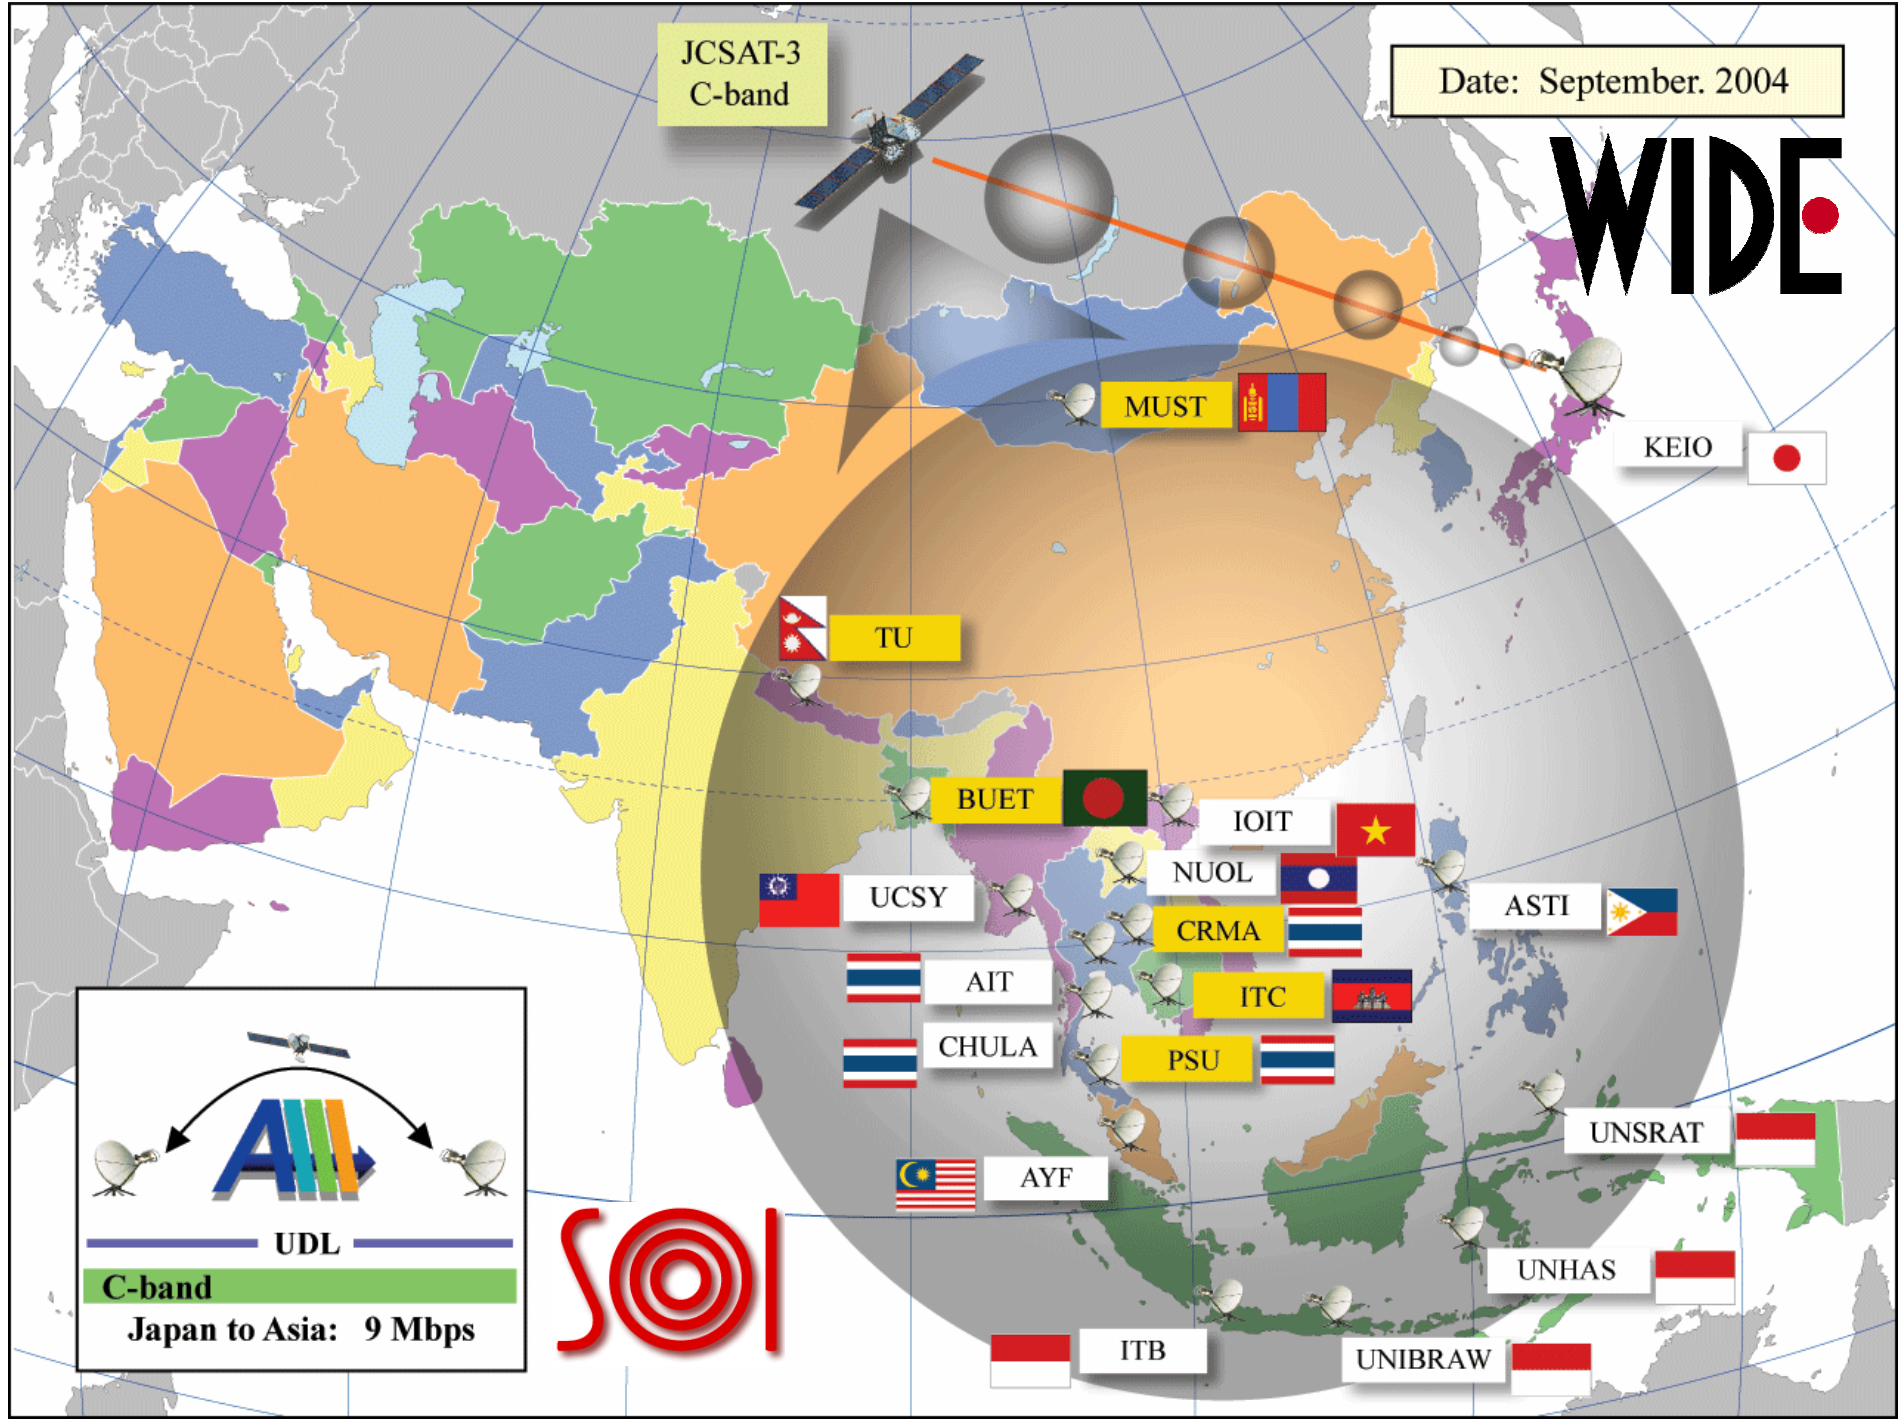 JCSAT-3
C-band
Date: September. 2004
WIDE
MUST
KEIO
TU
BUET
IOIT
NUOL
UCSY
ASTI
CRMA
AIT
ITC
CHULA
PSU
UNSRAT
AYF
UNHAS
ITB
UNIBRAW
AIII
UDL
C-band
Japan to Asia: 9 Mbps
SOI